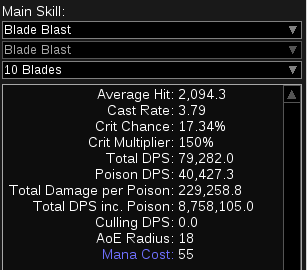 Main Skill:
Blade Blast
Blade Blast
10 Blades
Average Hit: 2,094.3
Cast Rate: 3.79
Crit Chance: 17.34%
Crit Multiplier: 150%
Total DPS: 79,282.0
Poison DPS: 40,427.3
Total Damage per Poison: 229,258.8
Total DPS inc. Poison: 8,758,105.0
Culling DPS: 0.0
AoE Radius: 18
Mana Cost: 55